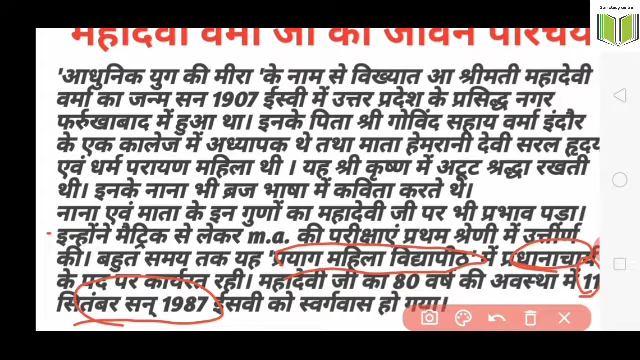 महादेवी वर्मा जी का जीवन परिचय
'आधुनिक युग की मीरा 'के नाम से विख्यात आ श्रीमती महादेवी
वर्मा का जन्म सन 1907 ईस्वी में उत्तर प्रदेश के प्रसिद्ध नगर
फर्रुखाबाद में हुआ था। इनके पिता श्री गोविंद सहाय वर्मा इंदौर
के एक कालेज में अध्यापक थे तथा माता हेमरानी देवी सरल हृदय
एवं धर्म परायण महिला थी । यह श्री कृष्ण में अटूट श्रद्धा रखती
थी। इनके नाना भी ब्रज भाषा में कविता करते थे।
नाना एवं माता के इन गुणों का महादेवी जी पर भी प्रभाव पड़ा।
इन्होंने मैट्रिक से लेकर m.a. की परीक्षाएं प्रथम श्रेणी में उत्तीर्ण
की। बहुत समय तक यह 'प्रयाग महिला विद्यापीठ' में प्रधानाचार्य
के पद पर कार्यरत रही। महादेवी जी का 80 वर्ष की अवस्था में 11
सितंबर सन् 1987 ईसवी को स्वर्गवास हो गया।